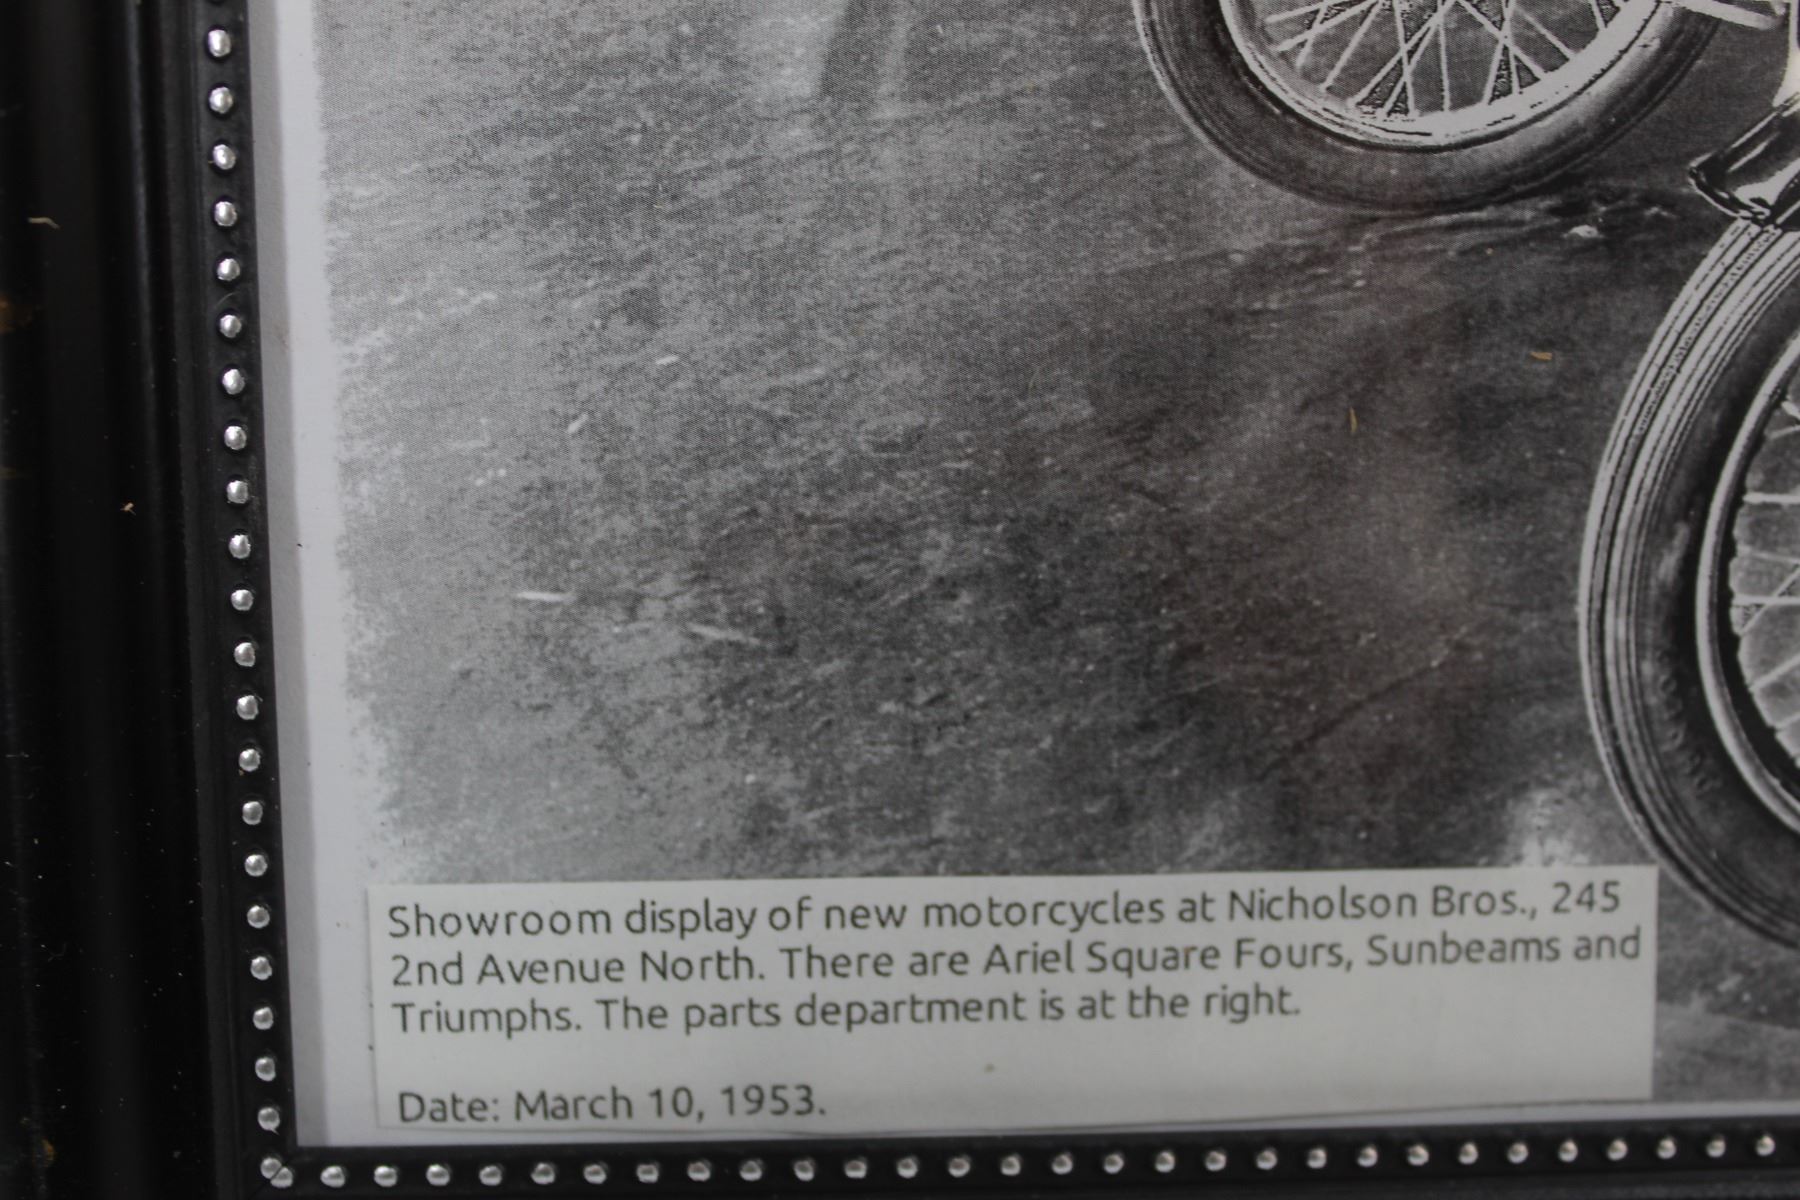 Showroom display of new motorcycles at Nicholson Bros., 245
2nd Avenue North. There are Ariel Square Fours, Sunbeams and
Triumphs. The parts department is at the right.
Date: March 10, 1953.